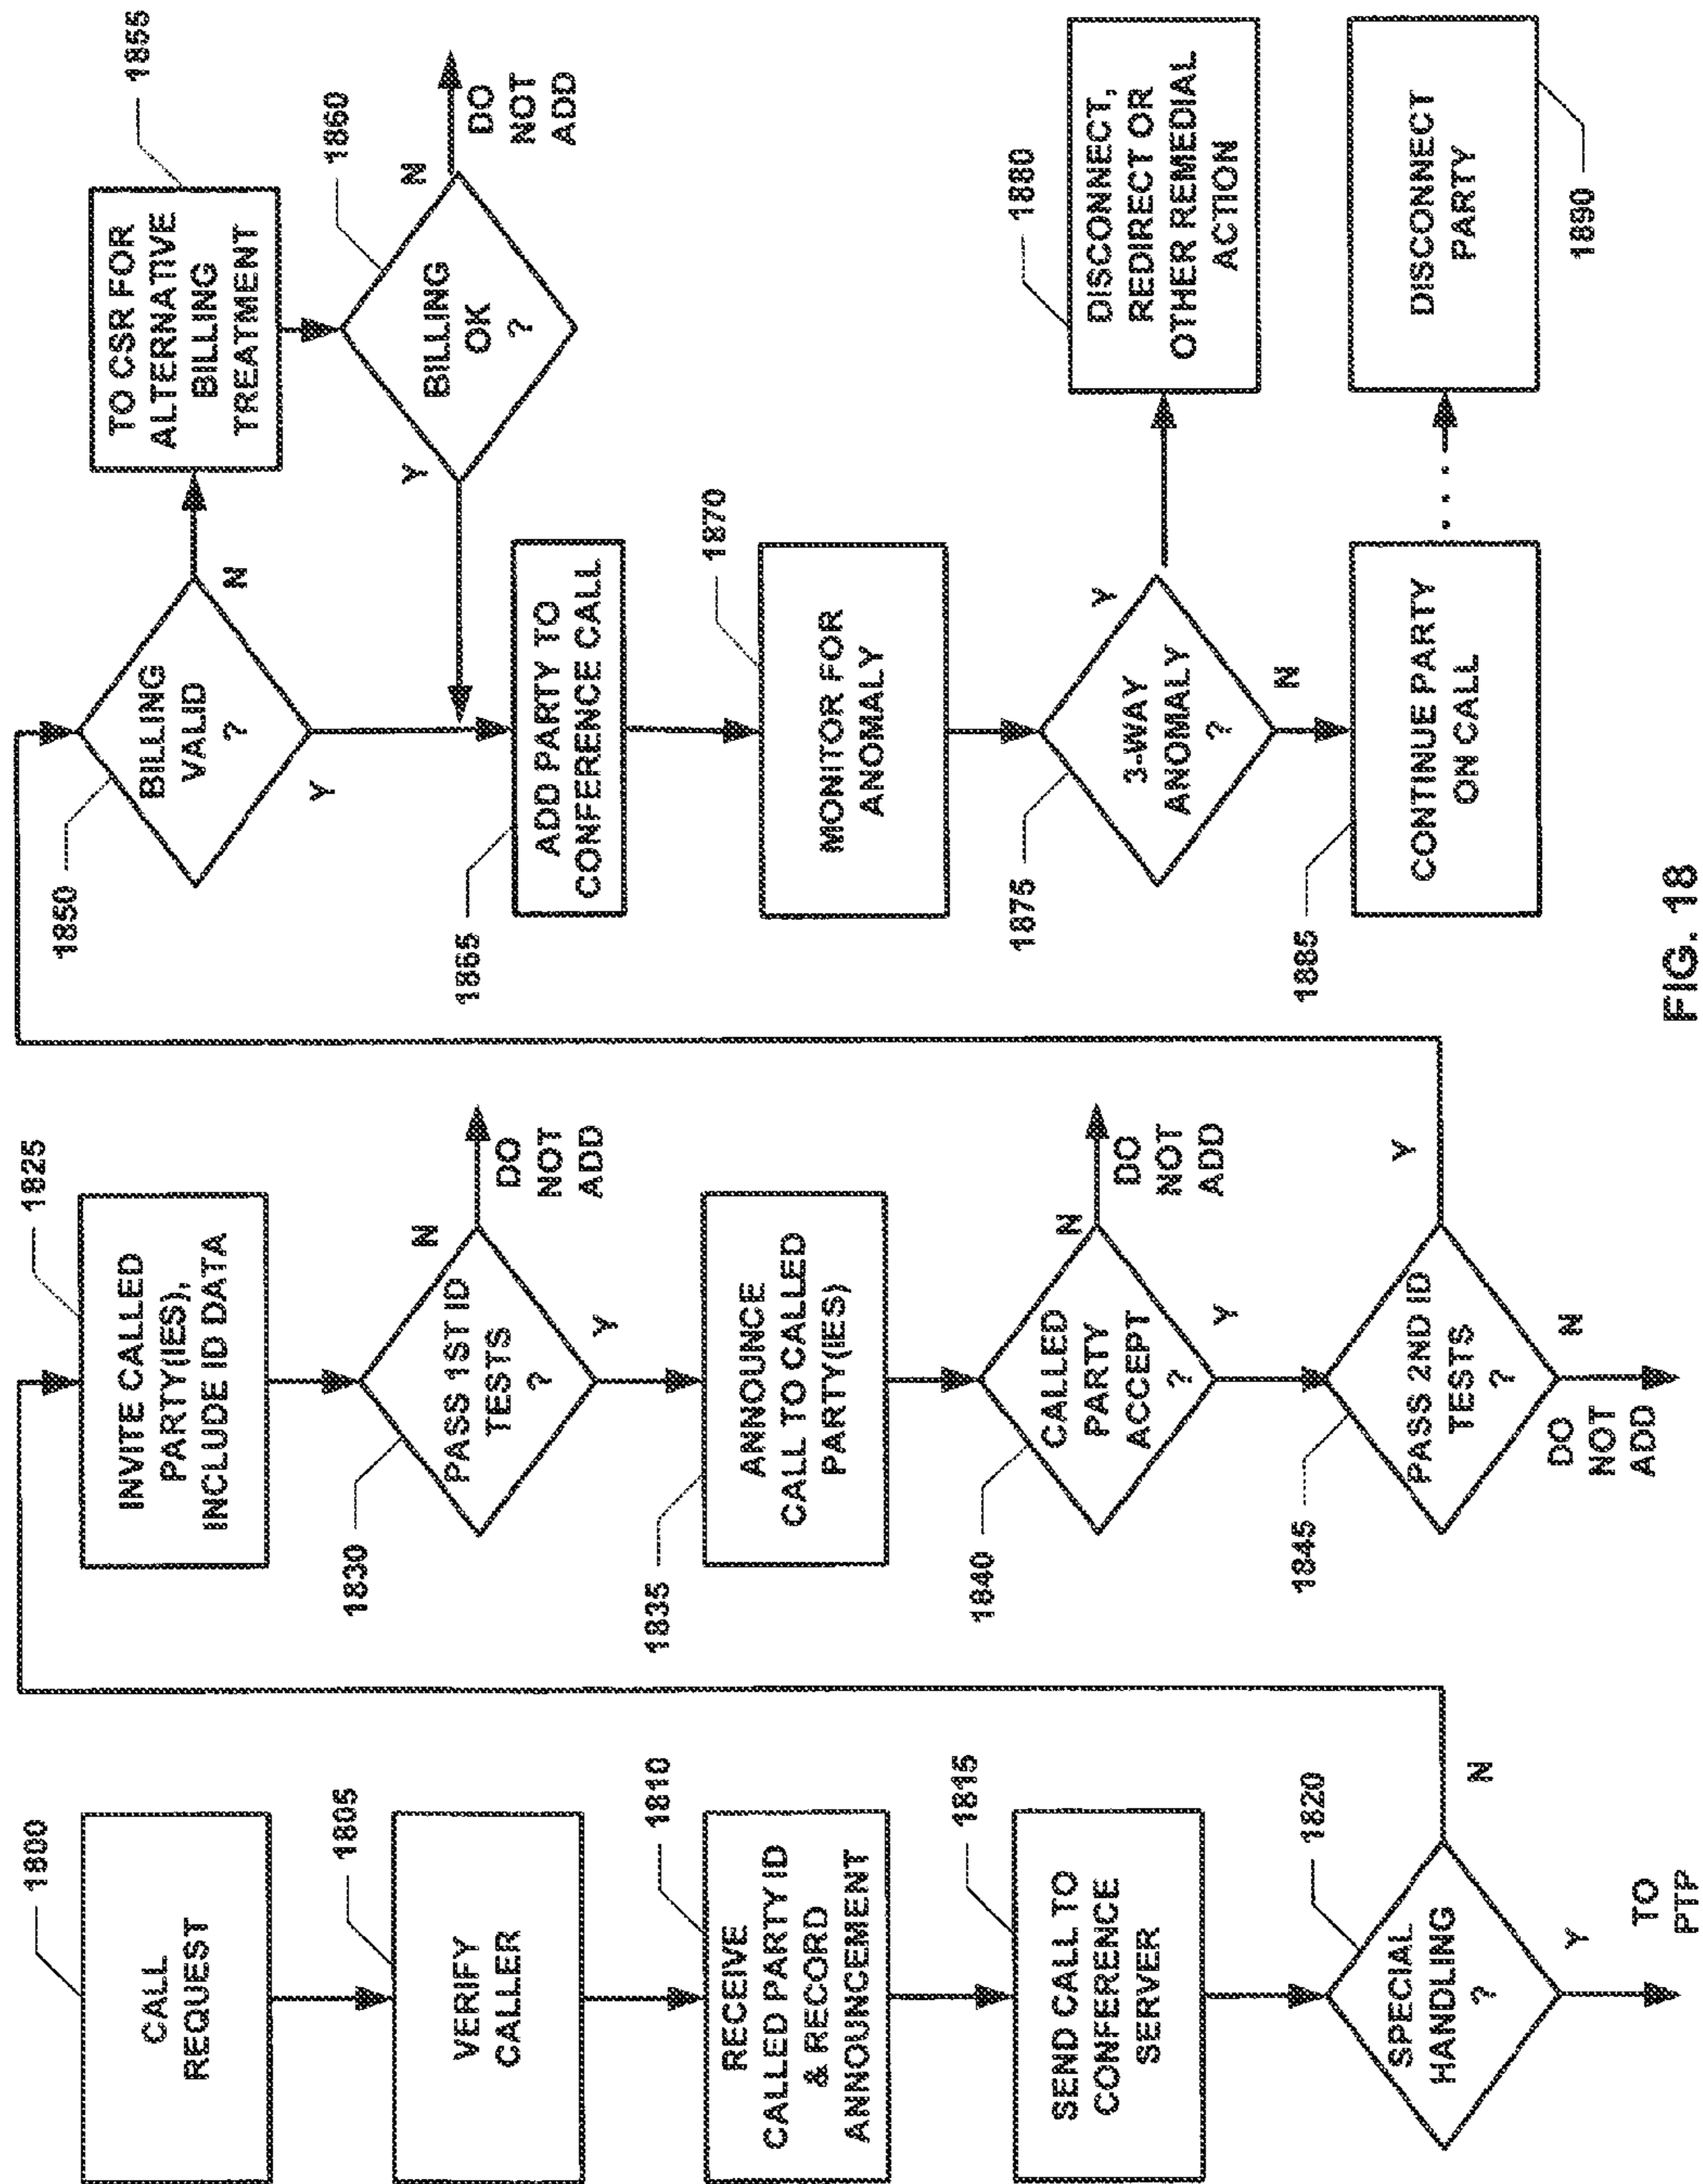 1800
CALL
REQUEST
1805
VERIFY
CALLER
1810
RECEIVE
CALLED PARTY ID
& RECORD
ANNOUNCEMENT
1815
SEND CALL TO
CONFERENCE
SERVER
1820
SPECIAL
HANDLING
?
N
Y
TO
PTP
1825
INVITE CALLED
PARTY(IES),
INCLUDE ID DATA
1830
PASS 1ST ID
TESTS
?
N
DO
NOT
ADD
Y
1835
ANNOUNCE
CALL TO CALLED
PARTY(IES)
1840
CALLED
PARTY
ACCEPT
?
N
DO
NOT
ADD
Y
1845
PASS 2ND ID
TESTS
?
Y
N
DO
NOT
ADD
1850
BILLING
VALID
?
N
Y
1855
TO CSR FOR
ALTERNATIVE
BILLING
TREATMENT
1860
BILLING
OK
?
N
DO
NOT
ADD
Y
1865
ADD PARTY TO
CONFERENCE CALL
1870
MONITOR FOR
ANOMALY
1875
3-WAY
ANOMALY
?
Y
N
1880
DISCONNECT,
REDIRECT OR
OTHER REMEDIAL
ACTION
1885
CONTINUE PARTY
ON CALL
. . .
DISCONNECT
PARTY
1890
FIG. 18